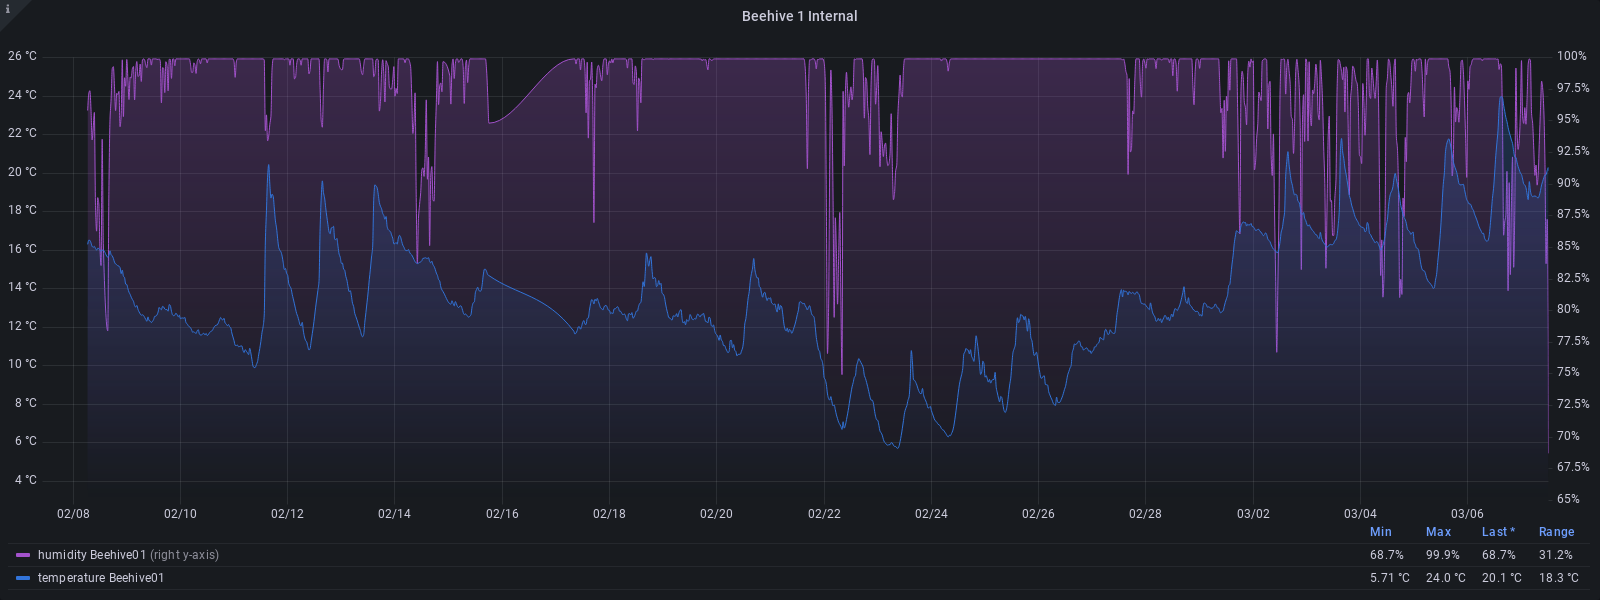 i
Beehive 1 Internal
26 °C
24 °C
22 °C
20 °C
18 °C
16 °C
14 °C
12 °C
10 °C
8 °C
6 °C
4 °C
100%
97.5%
95%
92.5%
90%
87.5%
85%
82.5%
80%
77.5%
75%
72.5%
70%
67.5%
65%
02/08 02/10 02/12 02/14 02/16 02/18 02/20 02/22 02/24 02/26 02/28 03/02 03/04 03/06
Min Max Last * Range
humidity Beehive01 (right y-axis) 68.7% 99.9% 68.7% 31.2%
temperature Beehive01 5.71 °C 24.0 °C 20.1 °C 18.3 °C